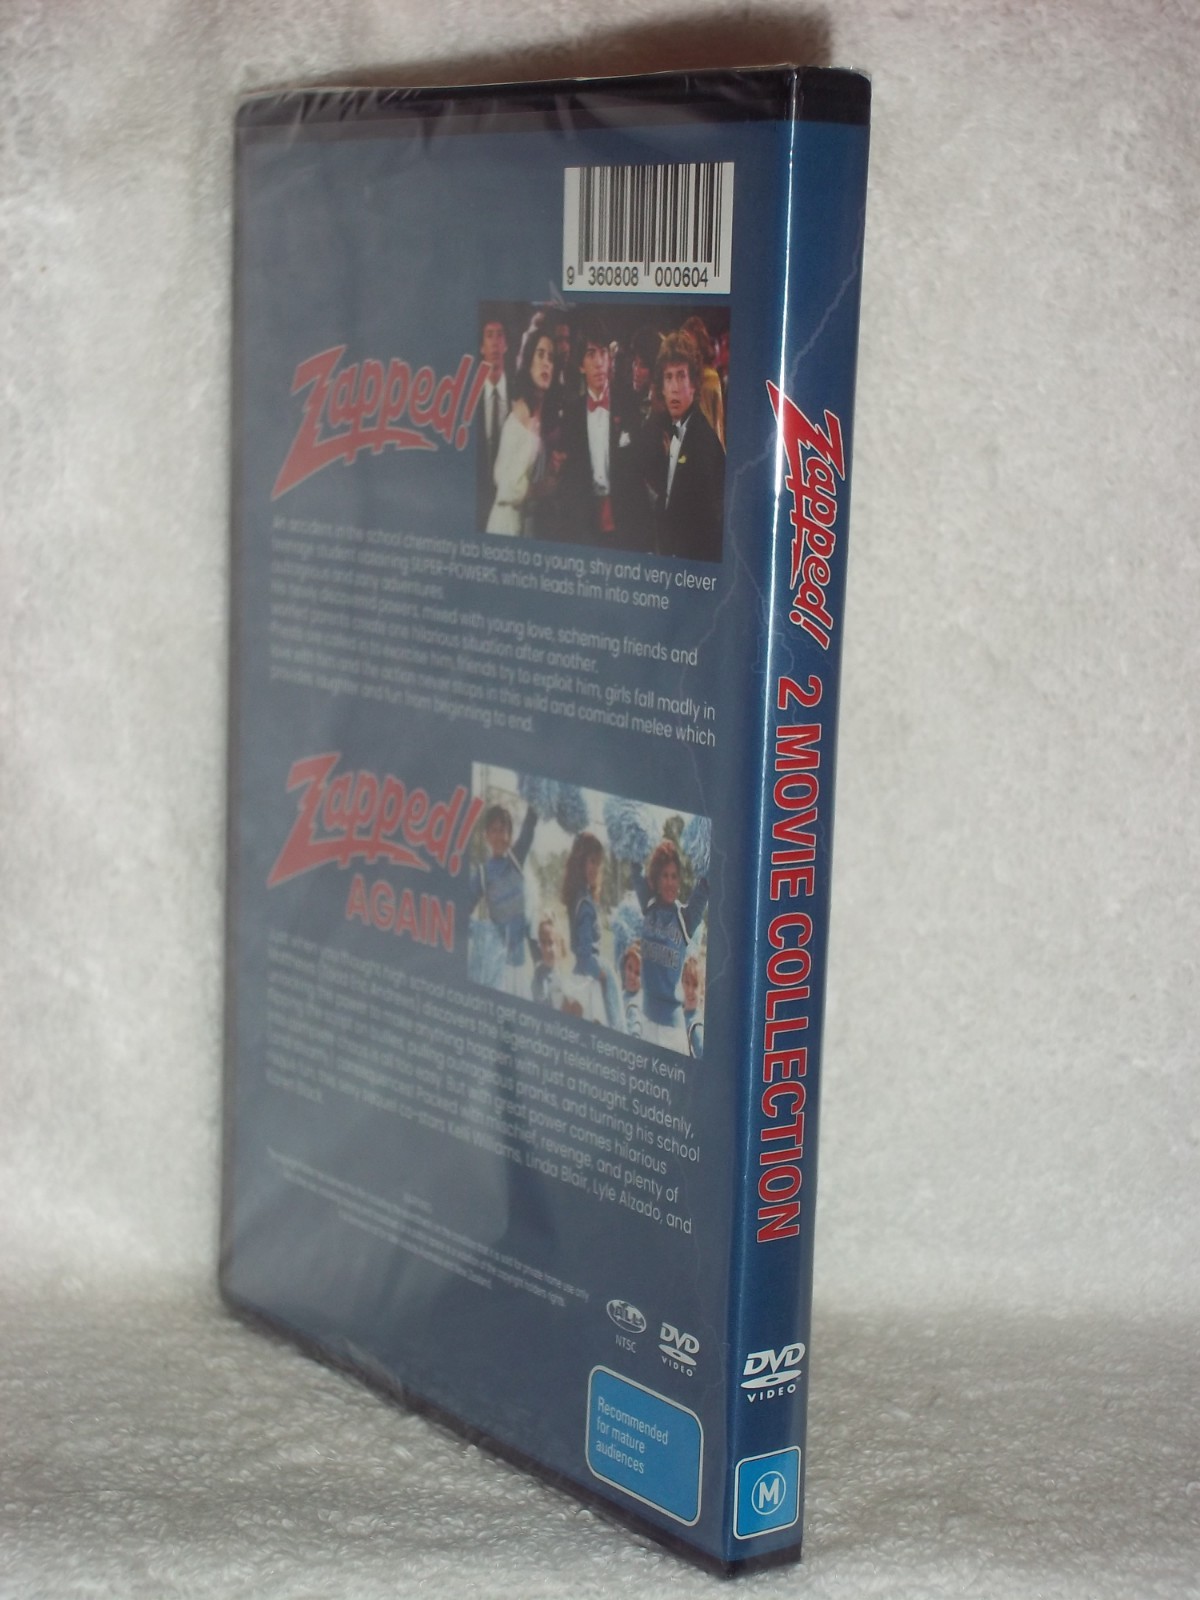 9 360808 000604
Zapped!
An accident in the school chemistry lab leads to a young, shy and very clever
teenage student obtaining SUPER-POWERS, which leads him into some
outrageous and zany adventures.
His newly discovered powers, mixed with young love, scheming friends and
worried parents create one hilarious situation after another.
Priests are called in to exorcise him, friends try to exploit him, girls fall madly in
love with him and the action never stops in this wild and comical melee which
provides laughter and fun from beginning to end.
Zapped!
AGAIN
Just when you thought high school couldn't get any wilder... Teenager Kevin
discovers the legendary telekinesis potion,
unlocking the power to make anything happen with just a thought. Suddenly,
pulling outrageous pranks, and turning his school
But with great power comes hilarious
Packed with mischief, revenge, and plenty of
co-stars Kelli Williams, Linda Blair, Lyle Alzado, and
Karen Black.
ALL
NTSC
DVD
VIDEO
Recommended
for mature
audiences
Zapped! 2 MOVIE COLLECTION
DVD
VIDEO
M